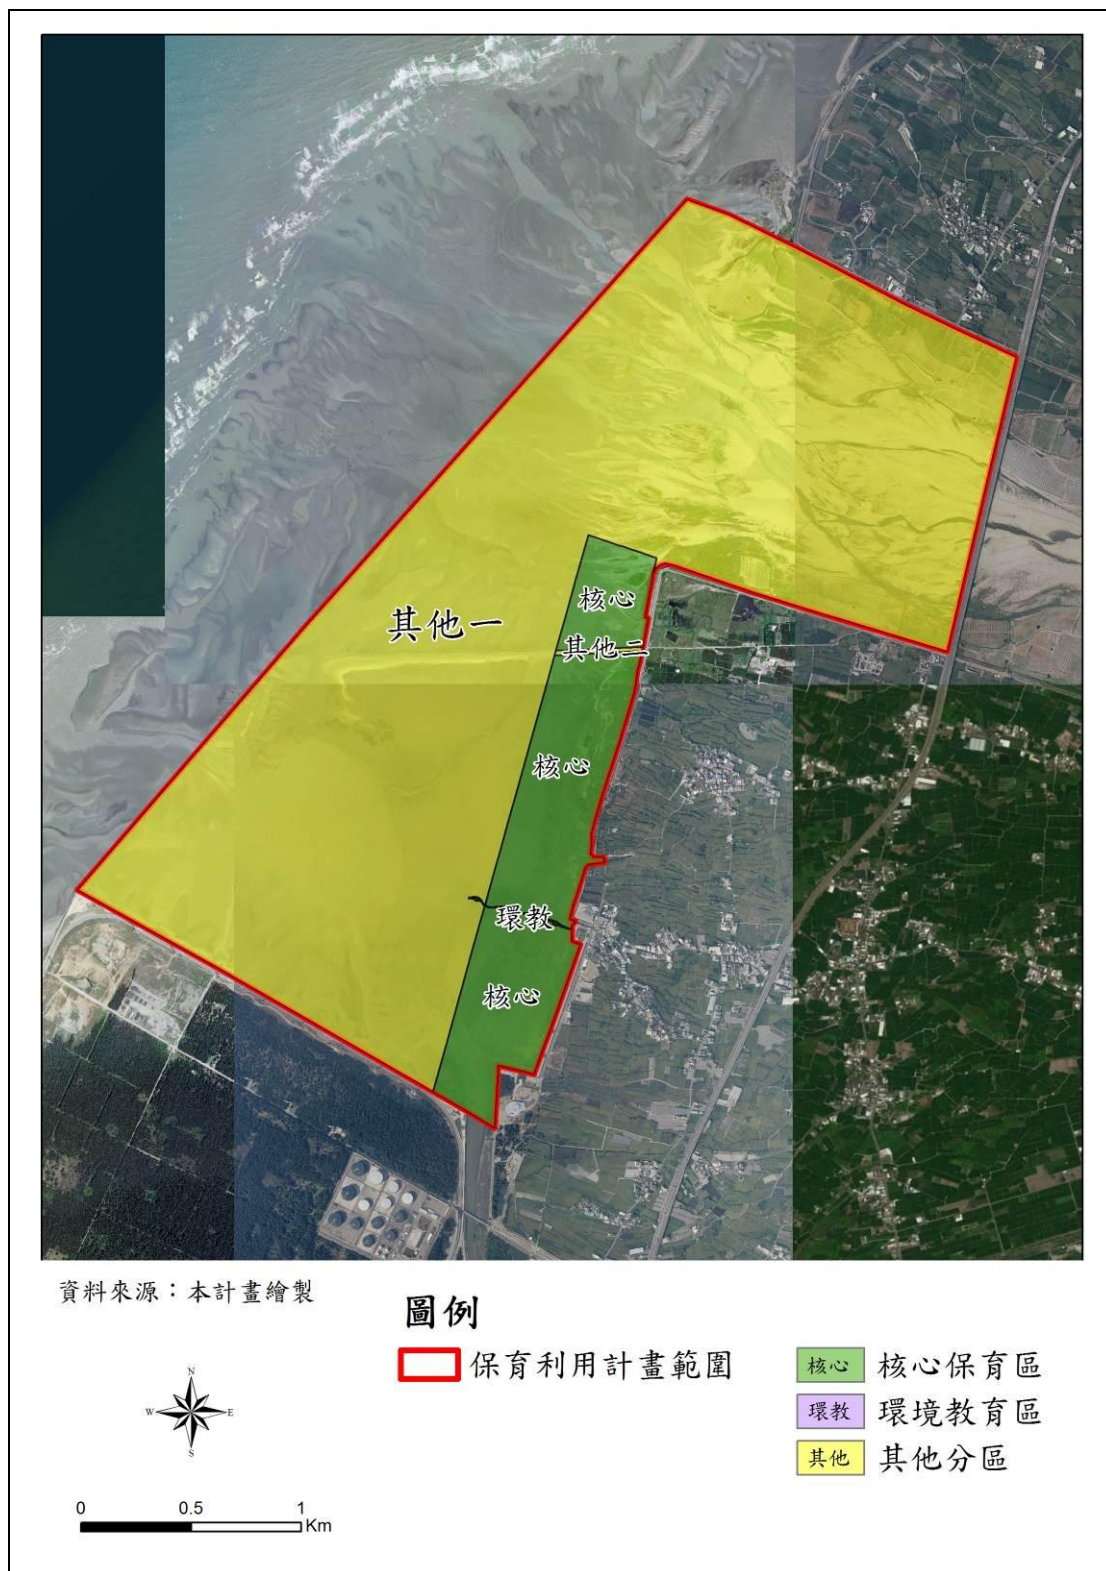 核心
其他一
其他二
核心
環教
核心
資料來源：本計畫繪製
圖例
保育利用計畫範圍
核心 核心保育區
環教 環境教育區
其他 其他分區
N
W E
S
0 0.5 1
Km